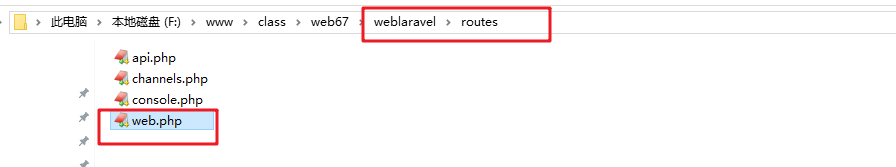 此电脑 > 本地磁盘 (F:) > www > class > web67 > weblaravel > routes
api.php
channels.php
console.php
web.php